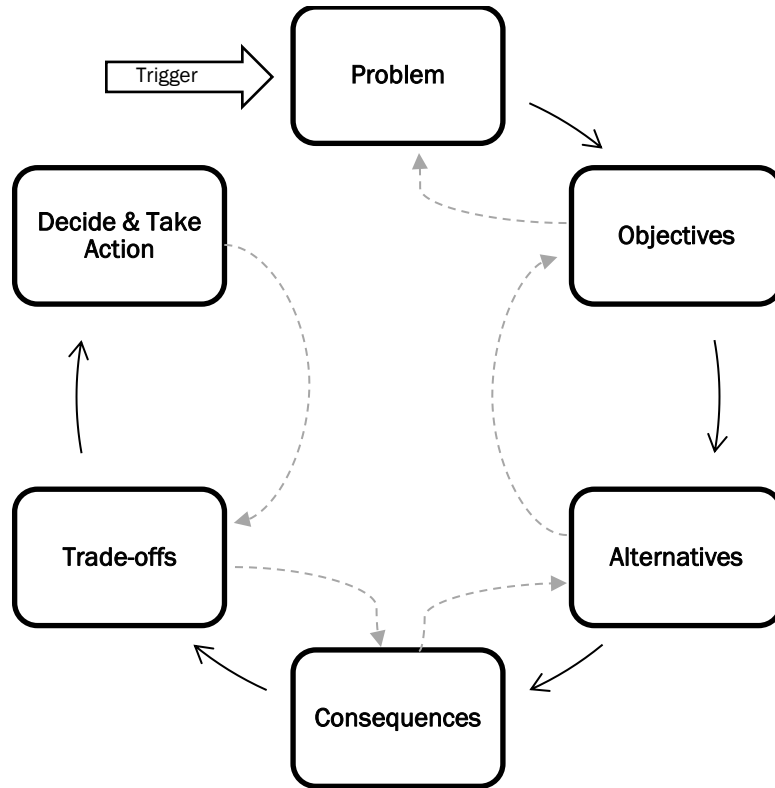 Trigger
Problem
Objectives
Alternatives
Consequences
Trade-offs
Decide & Take
Action